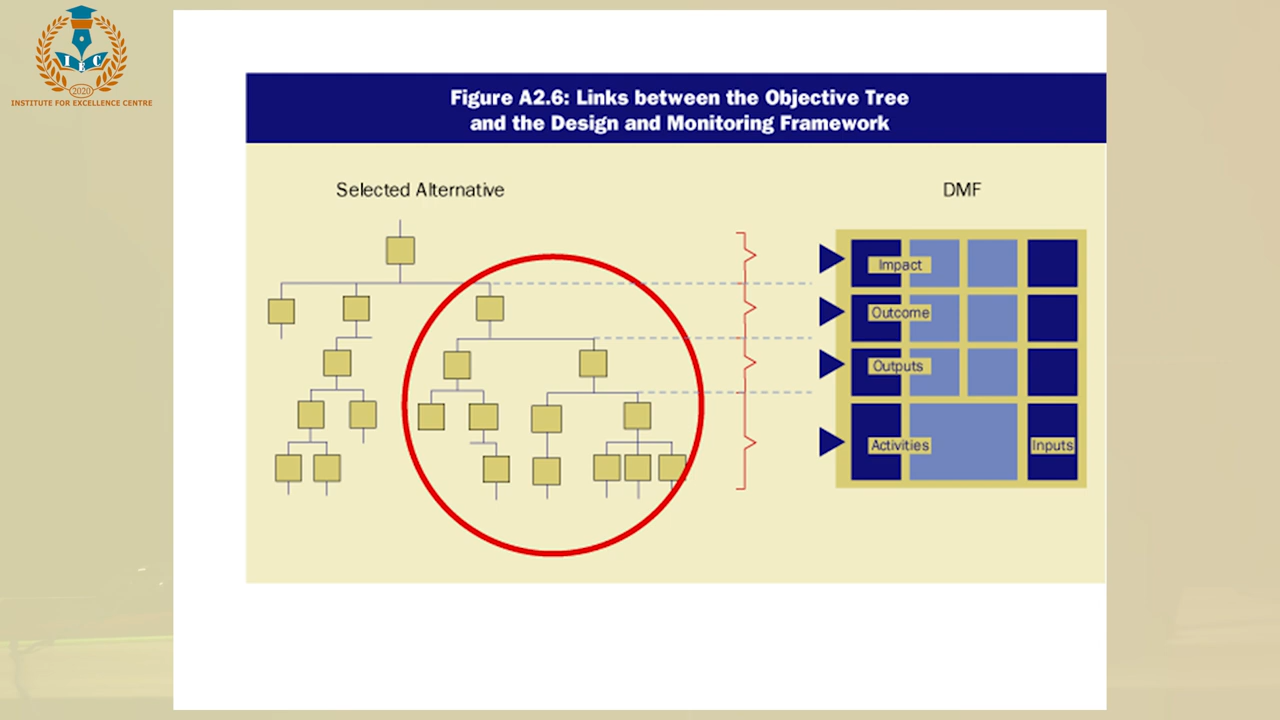 I E C
2020
INSTITUTE FOR EXCELLENCE CENTRE
Figure A2.6: Links between the Objective Tree
and the Design and Monitoring Framework
Selected Alternative
DMF
Impact
Outcome
Outputs
Activities
Inputs